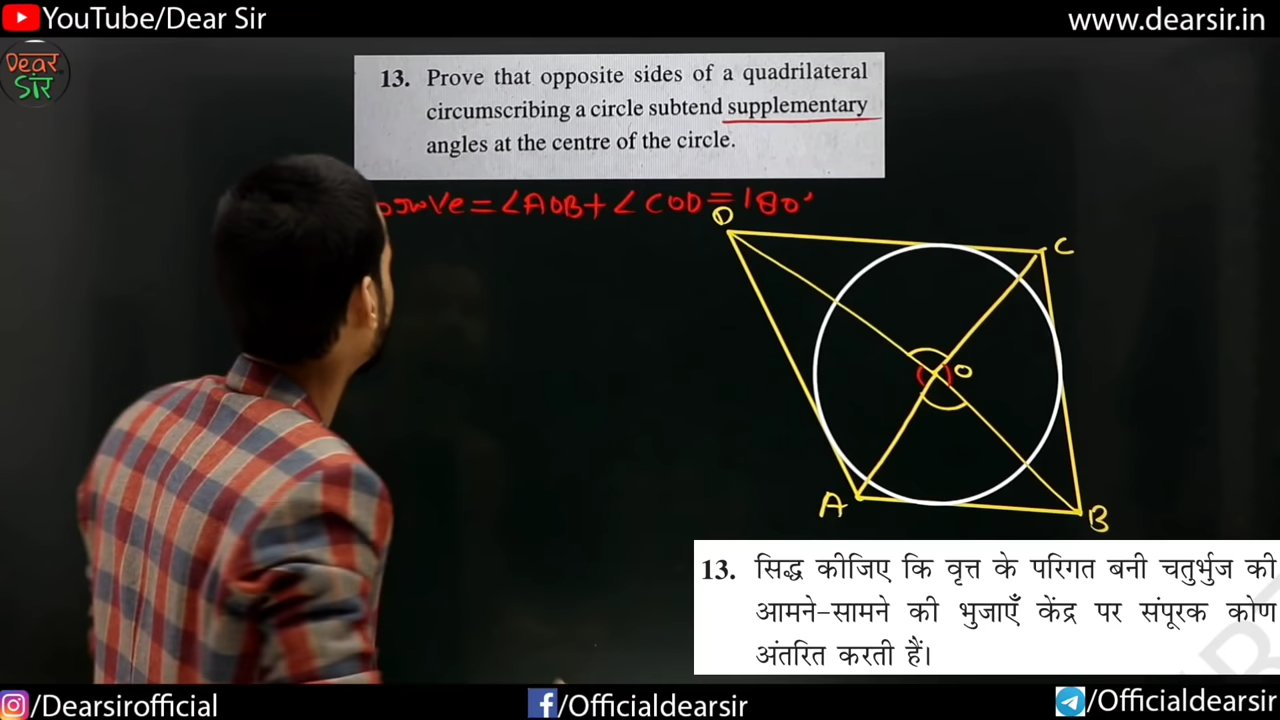 YouTube/Dear Sir
www.dearsir.in
Dear
सर
13. Prove that opposite sides of a quadrilateral
circumscribing a circle subtend supplementary
angles at the centre of the circle.
∠AOB+∠COD=180°
D
C
O
A
B
13. सिद्ध कीजिए कि वृत्त के परिगत बनी चतुर्भुज की
आमने-सामने की भुजाएँ केंद्र पर संपूरक कोण
अंतरित करती हैं।
/Dearsirofficial
/Officialdearsir
/Officialdearsir